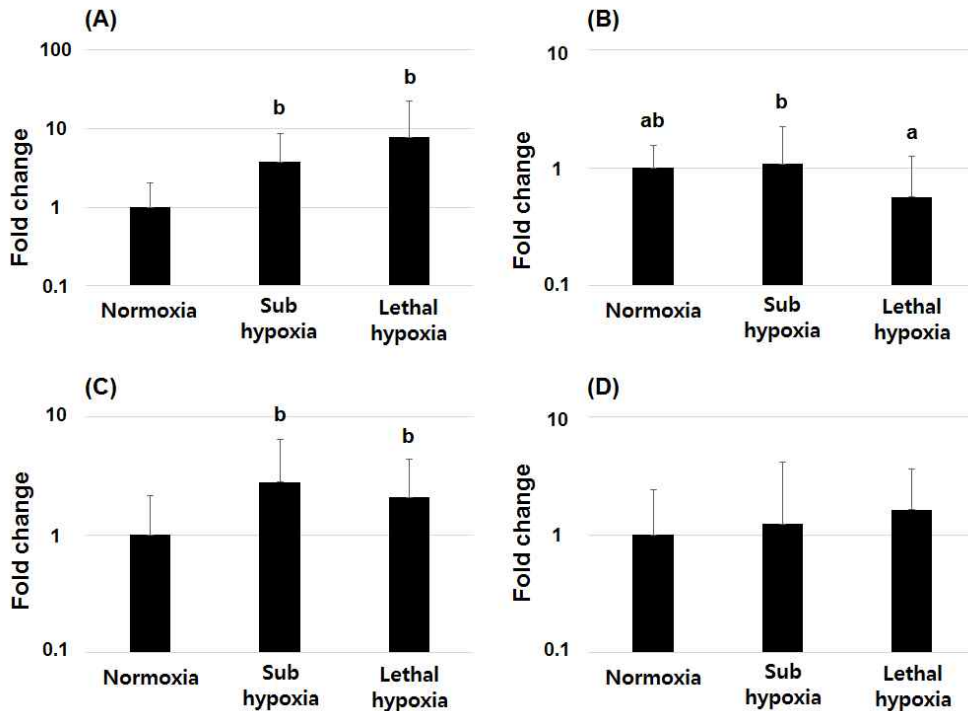 (A)
100
10
1
0.1
Fold change
b
b
Normoxia
Sub
hypoxia
Lethal
hypoxia
(B)
10
1
0.1
Fold change
ab
b
a
Normoxia
Sub
hypoxia
Lethal
hypoxia
(C)
10
1
0.1
Fold change
b
b
Normoxia
Sub
hypoxia
Lethal
hypoxia
(D)
10
1
0.1
Fold change
Normoxia
Sub
hypoxia
Lethal
hypoxia